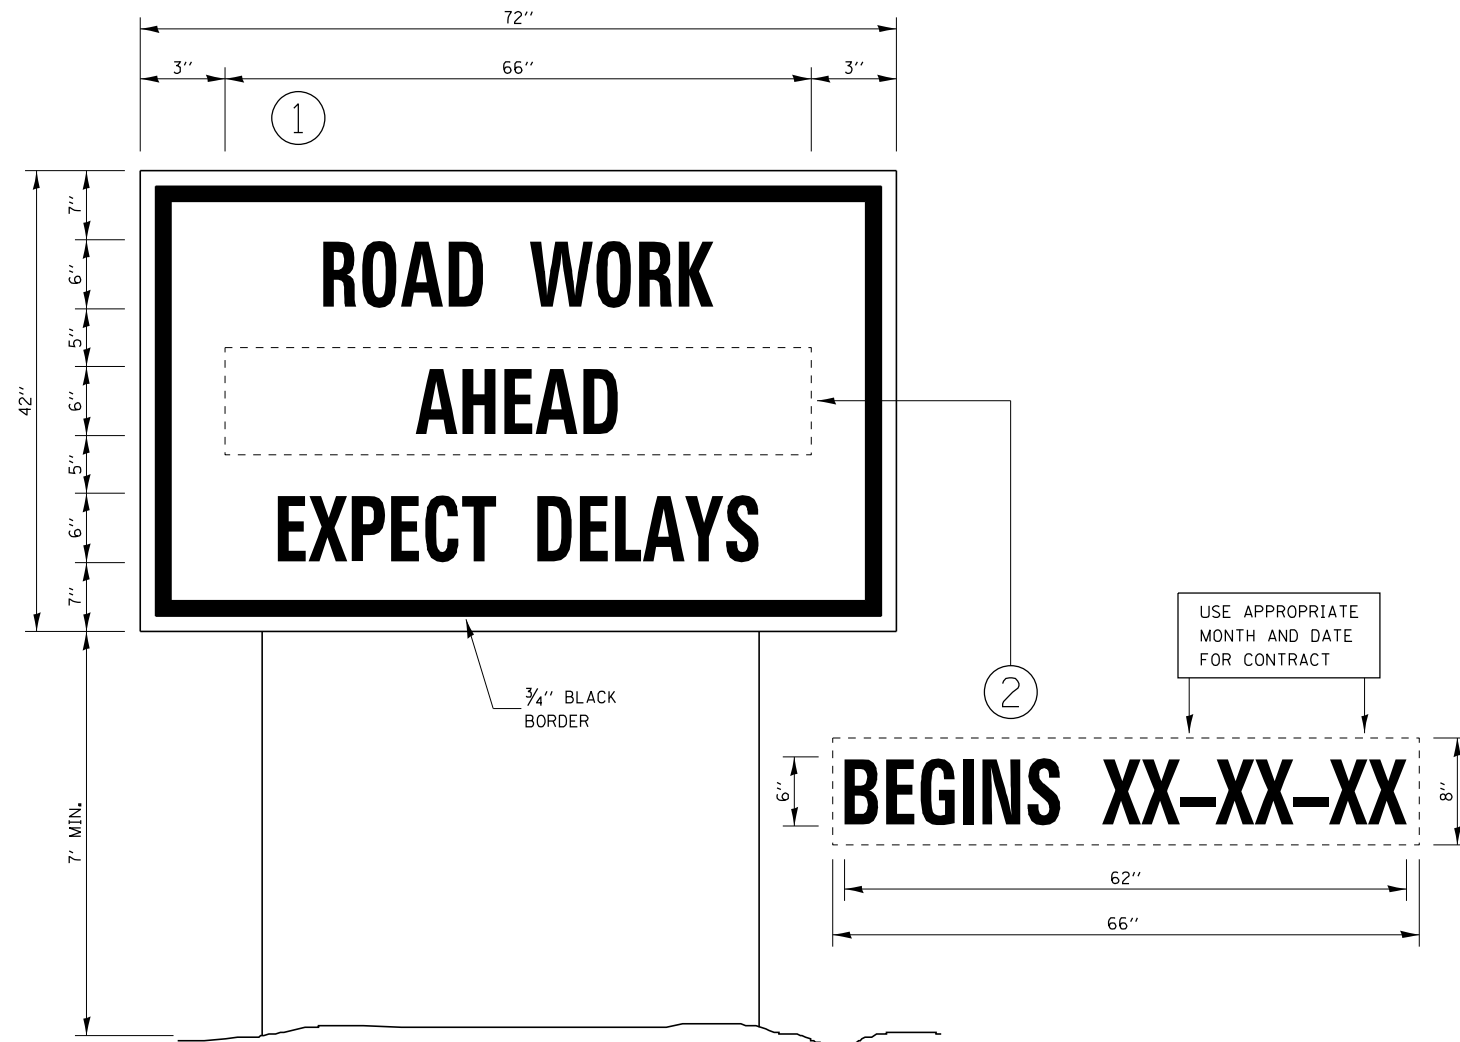 72''
3'' 66'' 3''
1
7''
6''
5''
6''
5''
6''
7''
42''
ROAD WORK
AHEAD
EXPECT DELAYS
3/4'' BLACK
BORDER
7' MIN.
2
USE APPROPRIATE
MONTH AND DATE
FOR CONTRACT
6''
BEGINS XX-XX-XX
8''
62''
66''